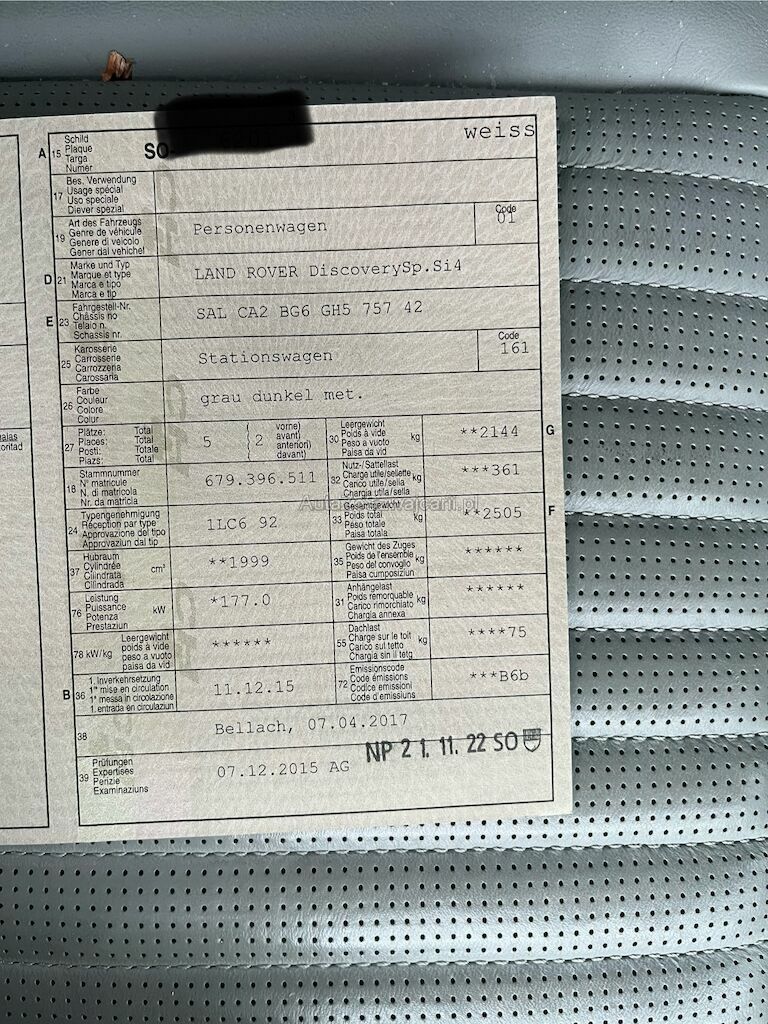 A 15 Schild
Plaque
Targa
Numer
SO-
weiss
17 Bes. Verwendung
Usage spécial
Uso speciale
Diever spezial
19 Art des Fahrzeugs
Genre de véhicule
Genere di veicolo
Gener dal vehichel
Personenwagen
Code
01
D 21 Marke und Typ
Marque et type
Marca e tipo
Marca e tip
LAND ROVER DiscoverySp.Si4
E 23 Fahrgestell-Nr.
Châssis no
Telaio n.
Schassis nr.
SAL CA2 BG6 GH5 757 42
25 Karosserie
Carrosserie
Carrozzeria
Carossaria
Stationswagen
Code
161
26 Farbe
Couleur
Colore
Colur
grau dunkel met.
27 Plätze: Total
Places: Total
Posti: Totale
Plazs: Total
5
( 2
vorne)
avant)
anteriori)
davant)
30 Leergewicht
Poids à vide
Peso a vuoto
Paisa da vid
kg
**2144
G
18 Stammnummer
N° matricule
N. di matricola
Nr. da matricla
679.396.511
32 Nutz-/Sattellast
Charge utile/sellette
Carico utile/sella
Chargia utila/sella
kg
***361
24 Typengenehmigung
Réception par type
Approvazione del tipo
Approvaziun dal tip
1LC6 92
33 Gesamtgewicht
Poids total
Peso totale
Paisa totala
kg
**2505
F
37 Hubraum
Cylindrée
Cilindrata
Cilindrada
cm³
**1999
35 Gewicht des Zuges
Poids de l'ensemble
Peso del convoglio
Paisa cumposiziun
kg
******
76 Leistung
Puissance
Potenza
Prestaziun
kW
*177.0
31 Anhängelast
Poids remorquable
Carico rimorchiato
Chargia annexa
kg
******
78 kW/kg
Leergewicht
poids à vide
peso a vuoto
paisa da vid
******
55 Dachlast
Charge sur le toit
Carico sul tetto
Chargia sin il tetg
kg
****75
B 36 1. Inverkehrsetzung
1re mise en circulation
1a messa in circolazione
1. entrada en circulaziun
11.12.15
72 Emissionscode
Code émissions
Codice emissioni
Code d'emissiuns
***B6b
38
Bellach, 07.04.2017
NP 21. 11. 22 SO
39 Prüfungen
Expertises
Perizie
Examinaziuns
07.12.2015 AG